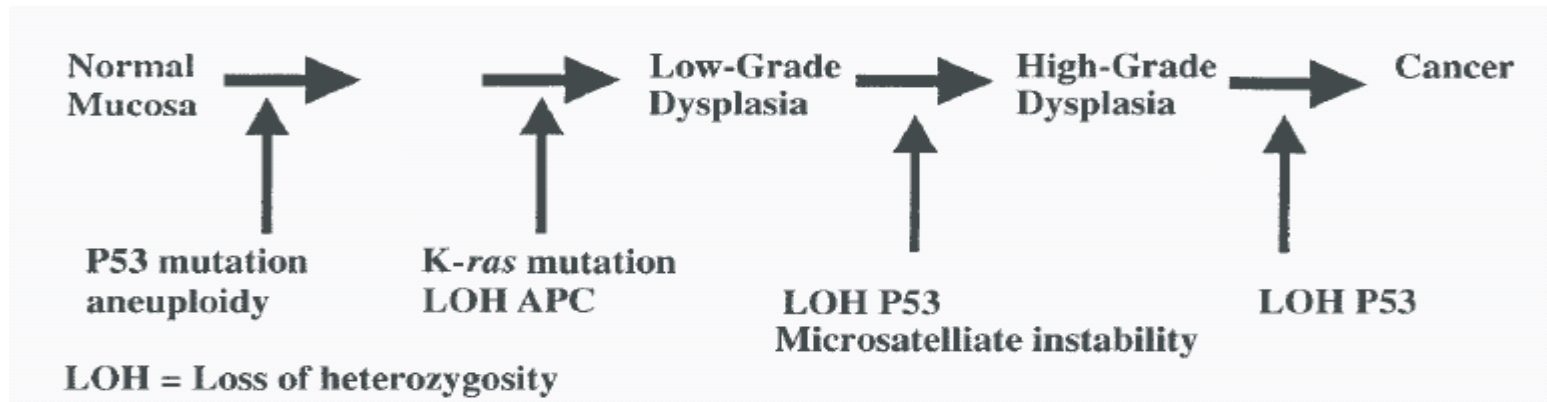 Normal
Mucosa
Low-Grade
Dysplasia
High-Grade
Dysplasia
Cancer
P53 mutation
aneuploidy
K-ras mutation
LOH APC
LOH P53
Microsatelliate instability
LOH P53
LOH = Loss of heterozygosity